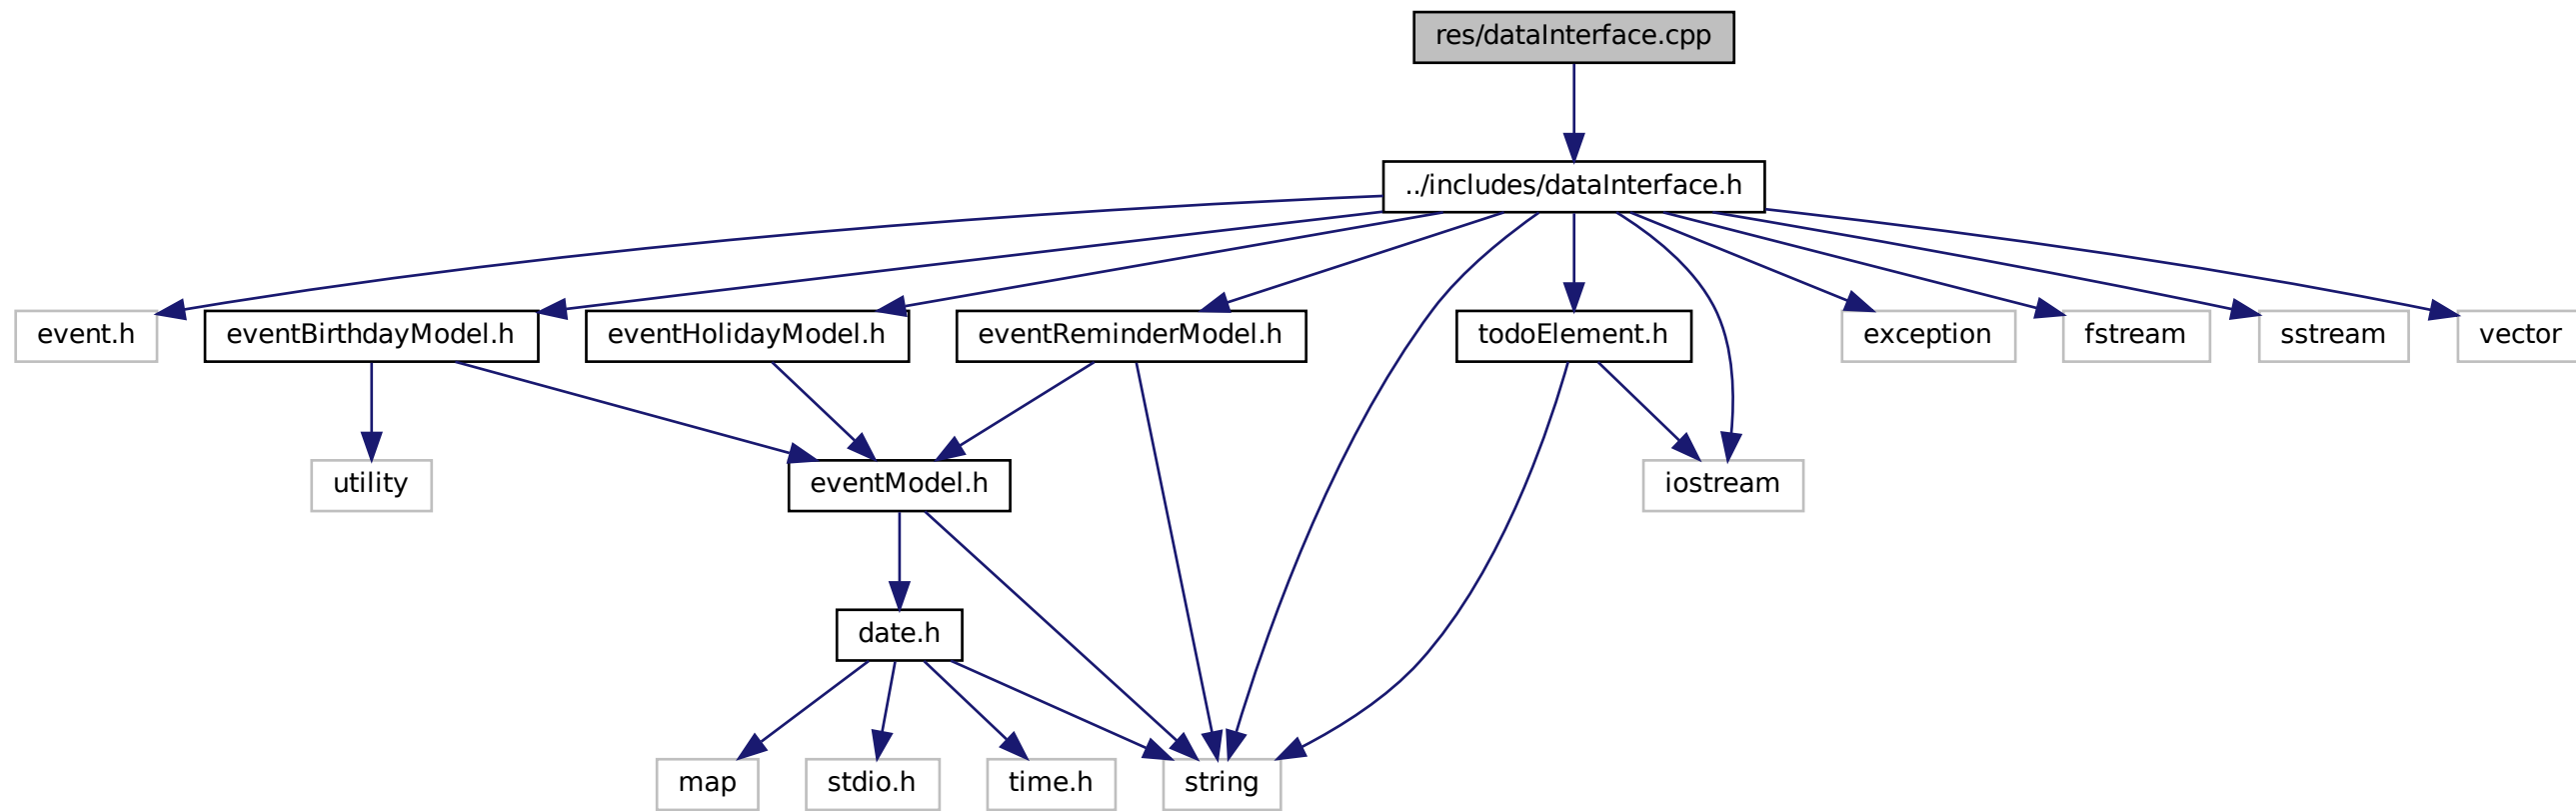 res/dataInterface.cpp
../includes/dataInterface.h
event.h
eventBirthdayModel.h
eventHolidayModel.h
eventReminderModel.h
todoElement.h
exception
fstream
sstream
vector
utility
eventModel.h
iostream
date.h
map
stdio.h
time.h
string